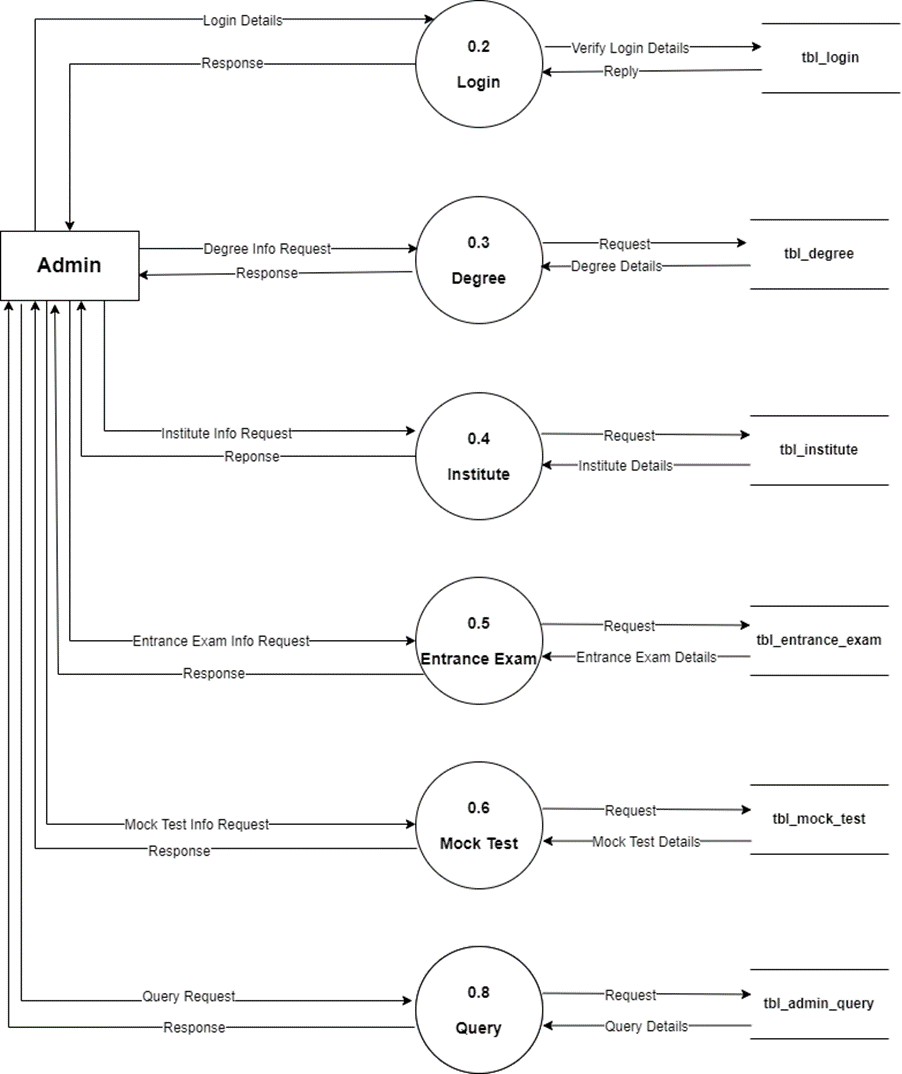 Login Details
0.2
Login
Verify Login Details
tbl_login
Response
Reply
Admin
Degree Info Request
0.3
Degree
Request
tbl_degree
Response
Degree Details
Institute Info Request
0.4
Institute
Request
tbl_institute
Reponse
Institute Details
Entrance Exam Info Request
0.5
Entrance Exam
Request
tbl_entrance_exam
Response
Entrance Exam Details
Mock Test Info Request
0.6
Mock Test
Request
tbl_mock_test
Response
Mock Test Details
Query Request
0.8
Query
Request
tbl_admin_query
Response
Query Details